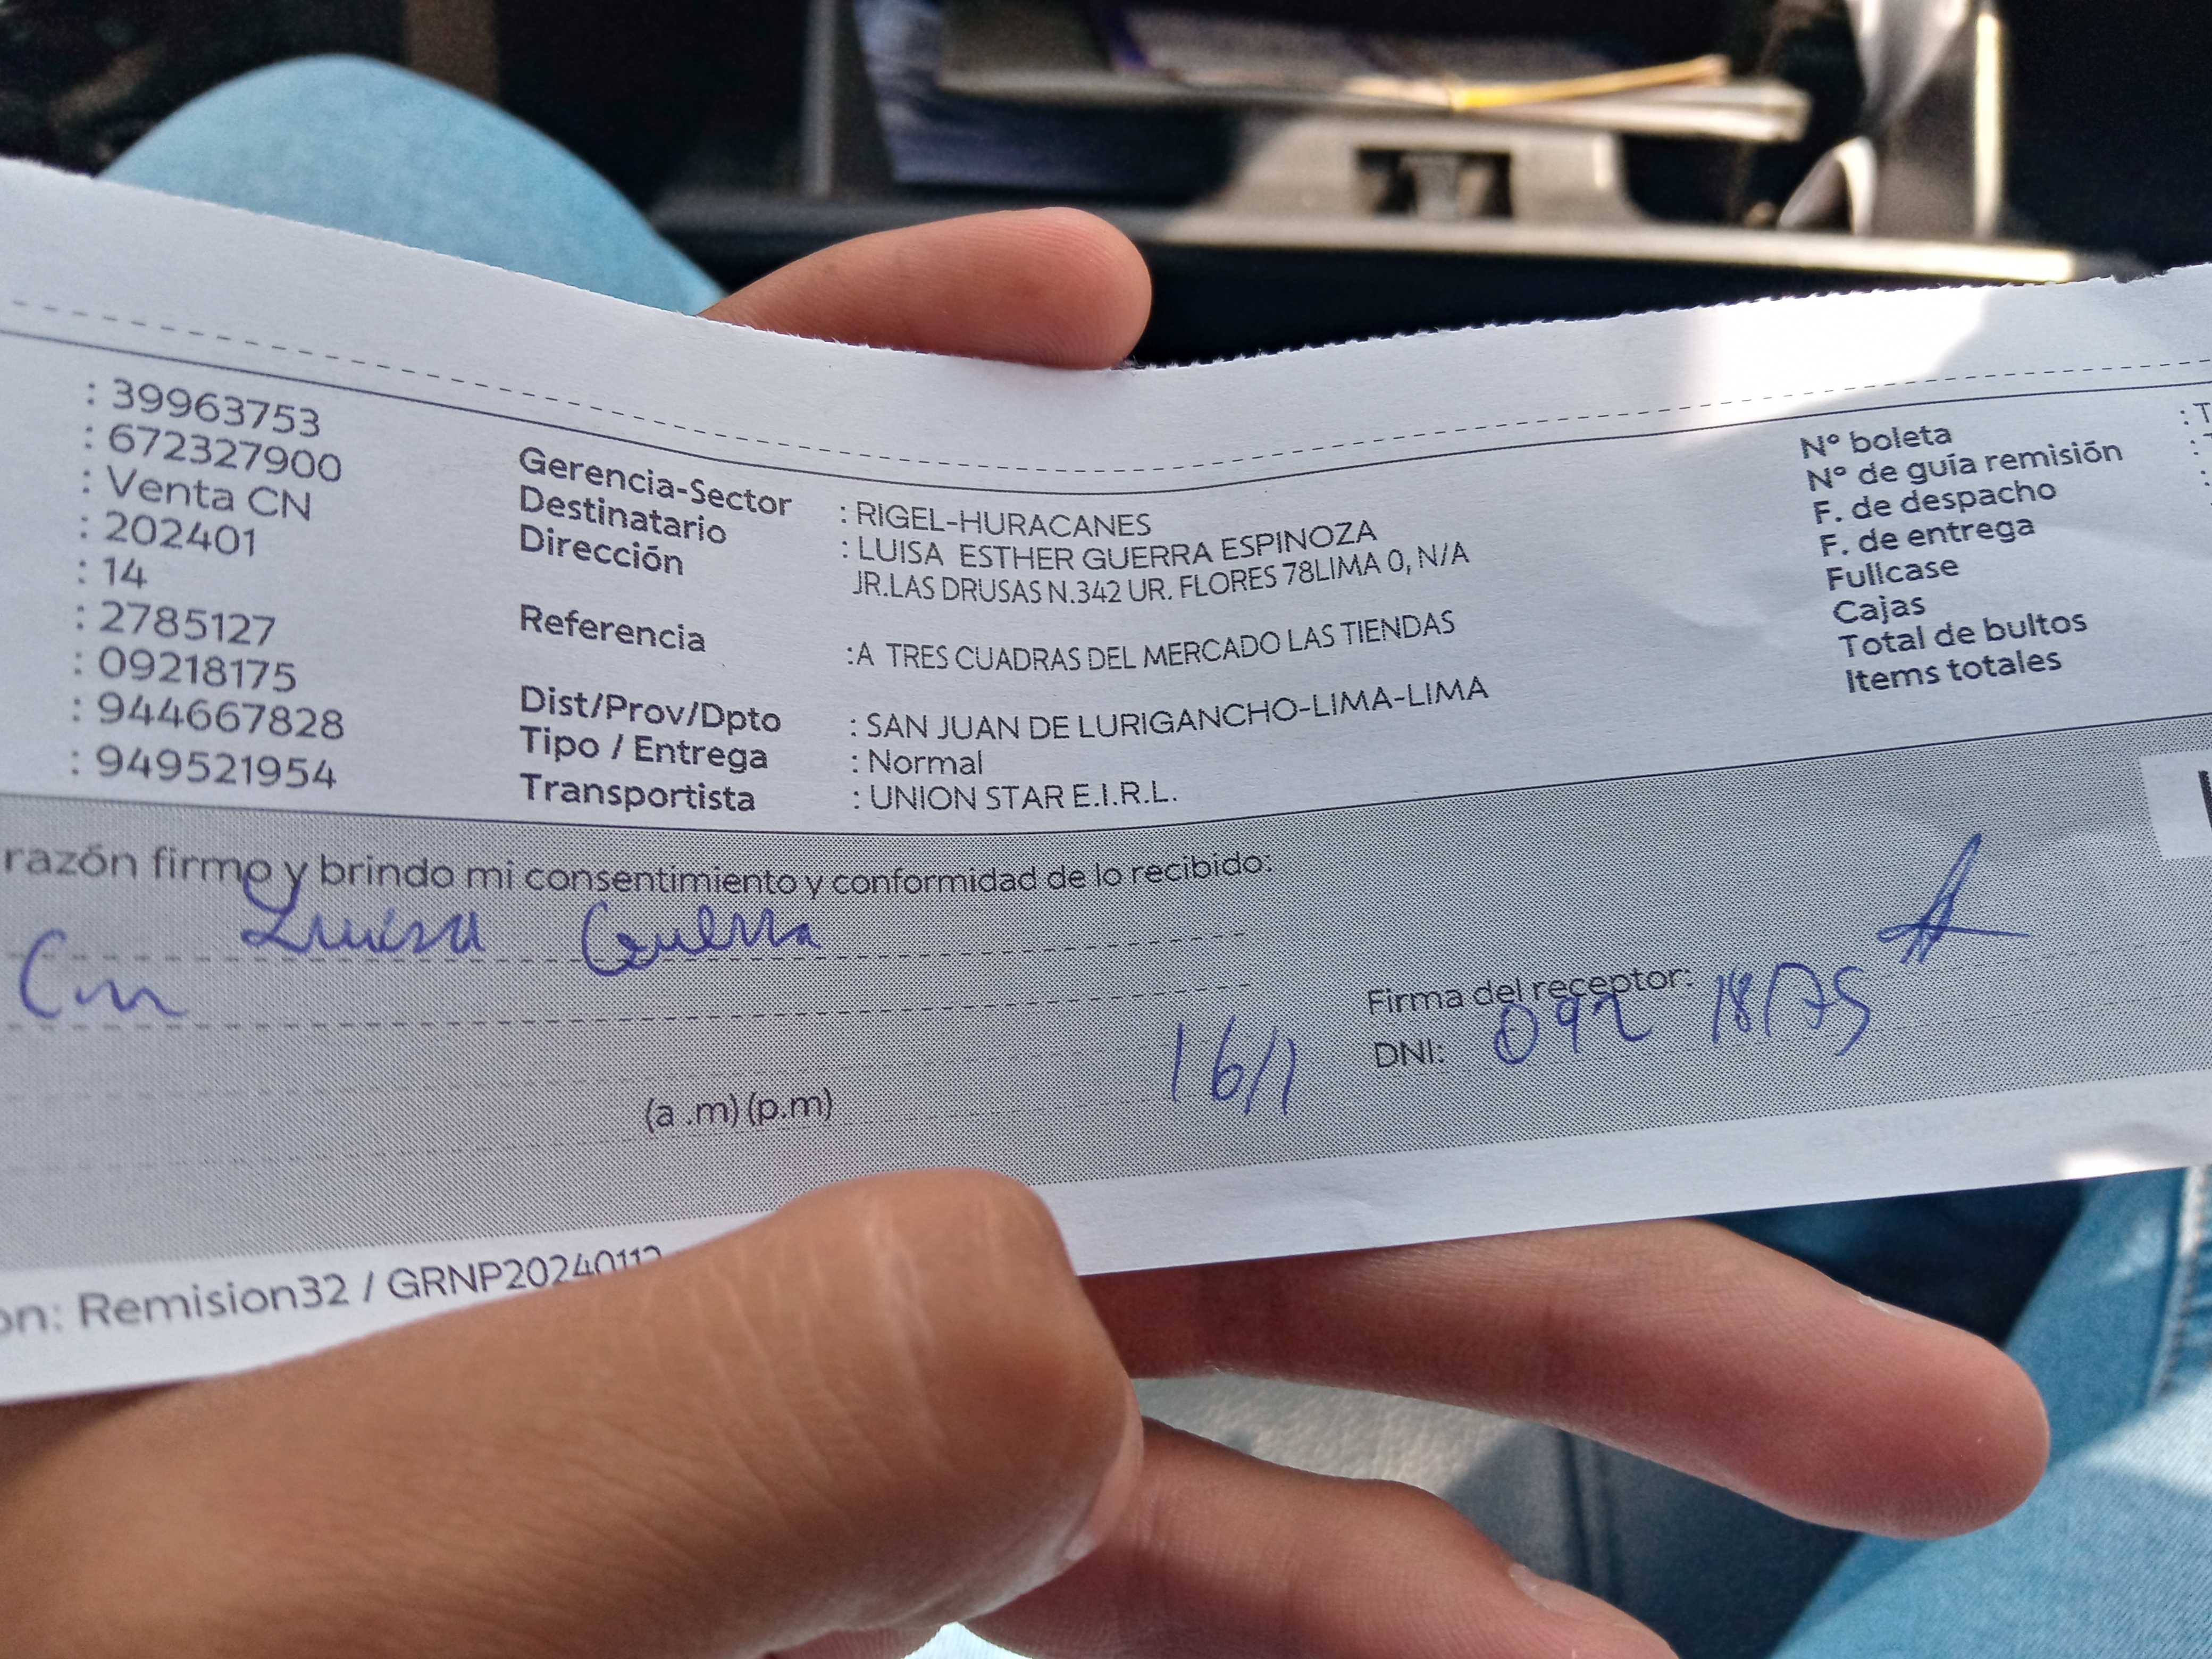 : 39963753
: 672327900
: Venta CN
: 202401
: 14
: 2785127
: 09218175
: 944667828
: 949521954
Gerencia-Sector : RIGEL-HURACANES
Destinatario : LUISA ESTHER GUERRA ESPINOZA
Dirección JR.LAS DRUSAS N.342 UR. FLORES 78LIMA 0, N/A
Referencia :A TRES CUADRAS DEL MERCADO LAS TIENDAS
Dist/Prov/Dpto : SAN JUAN DE LURIGANCHO-LIMA-LIMA
Tipo / Entrega : Normal
Transportista : UNION STAR E.I.R.L.
N° boleta : T
N° de guía remisión :
F. de despacho :
F. de entrega
Fullcase
Cajas
Total de bultos
Items totales
razón firmo y brindo mi consentimiento y conformidad de lo recibido:
Luisa Guerra
Firma del receptor:
16/1 DNI: 09218175
(a .m) (p.m)
on: Remision32 / GRNP20240112